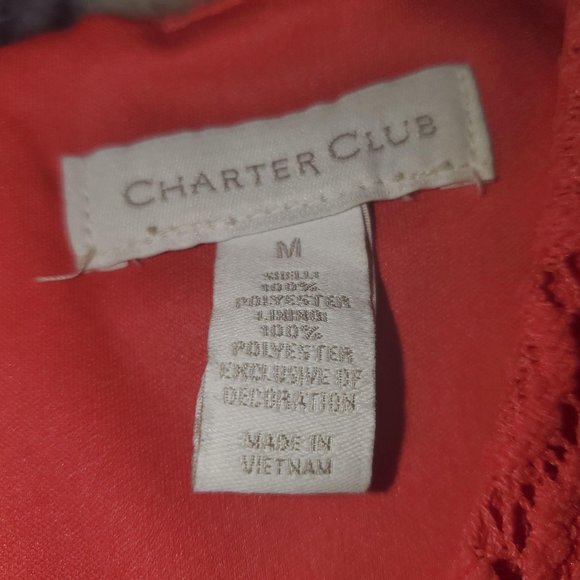 CHARTER CLUB
M
SHELL:
100%
POLYESTER
LINING:
100%
POLYESTER
EXCLUSIVE OF
DECORATION
MADE IN
VIETNAM